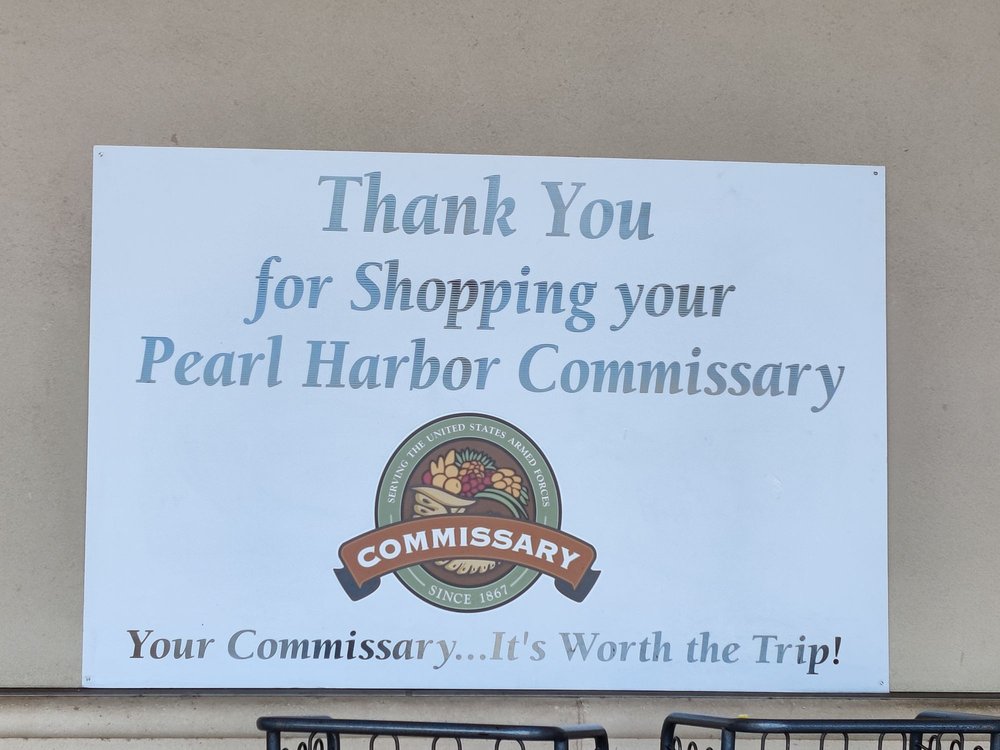 Thank You
for Shopping your
Pearl Harbor Commissary
SERVING THE UNITED STATES ARMED FORCES
COMMISSARY
SINCE 1867
Your Commissary...It's Worth the Trip!